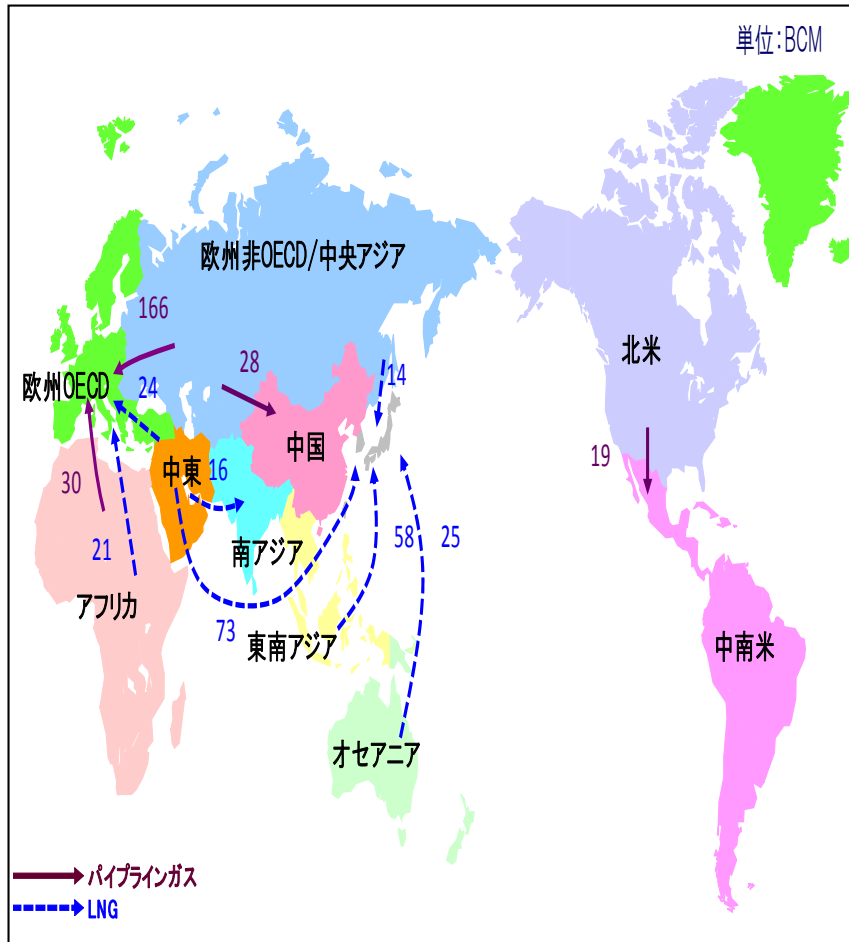 単位:BCM
欧州非OECD/中央アジア
166
28
14
北米
欧州OECD
24
中国
19
中東
16
30
南アジア
58
25
21
アフリカ
73
東南アジア
中南米
オセアニア
パイプラインガス
LNG